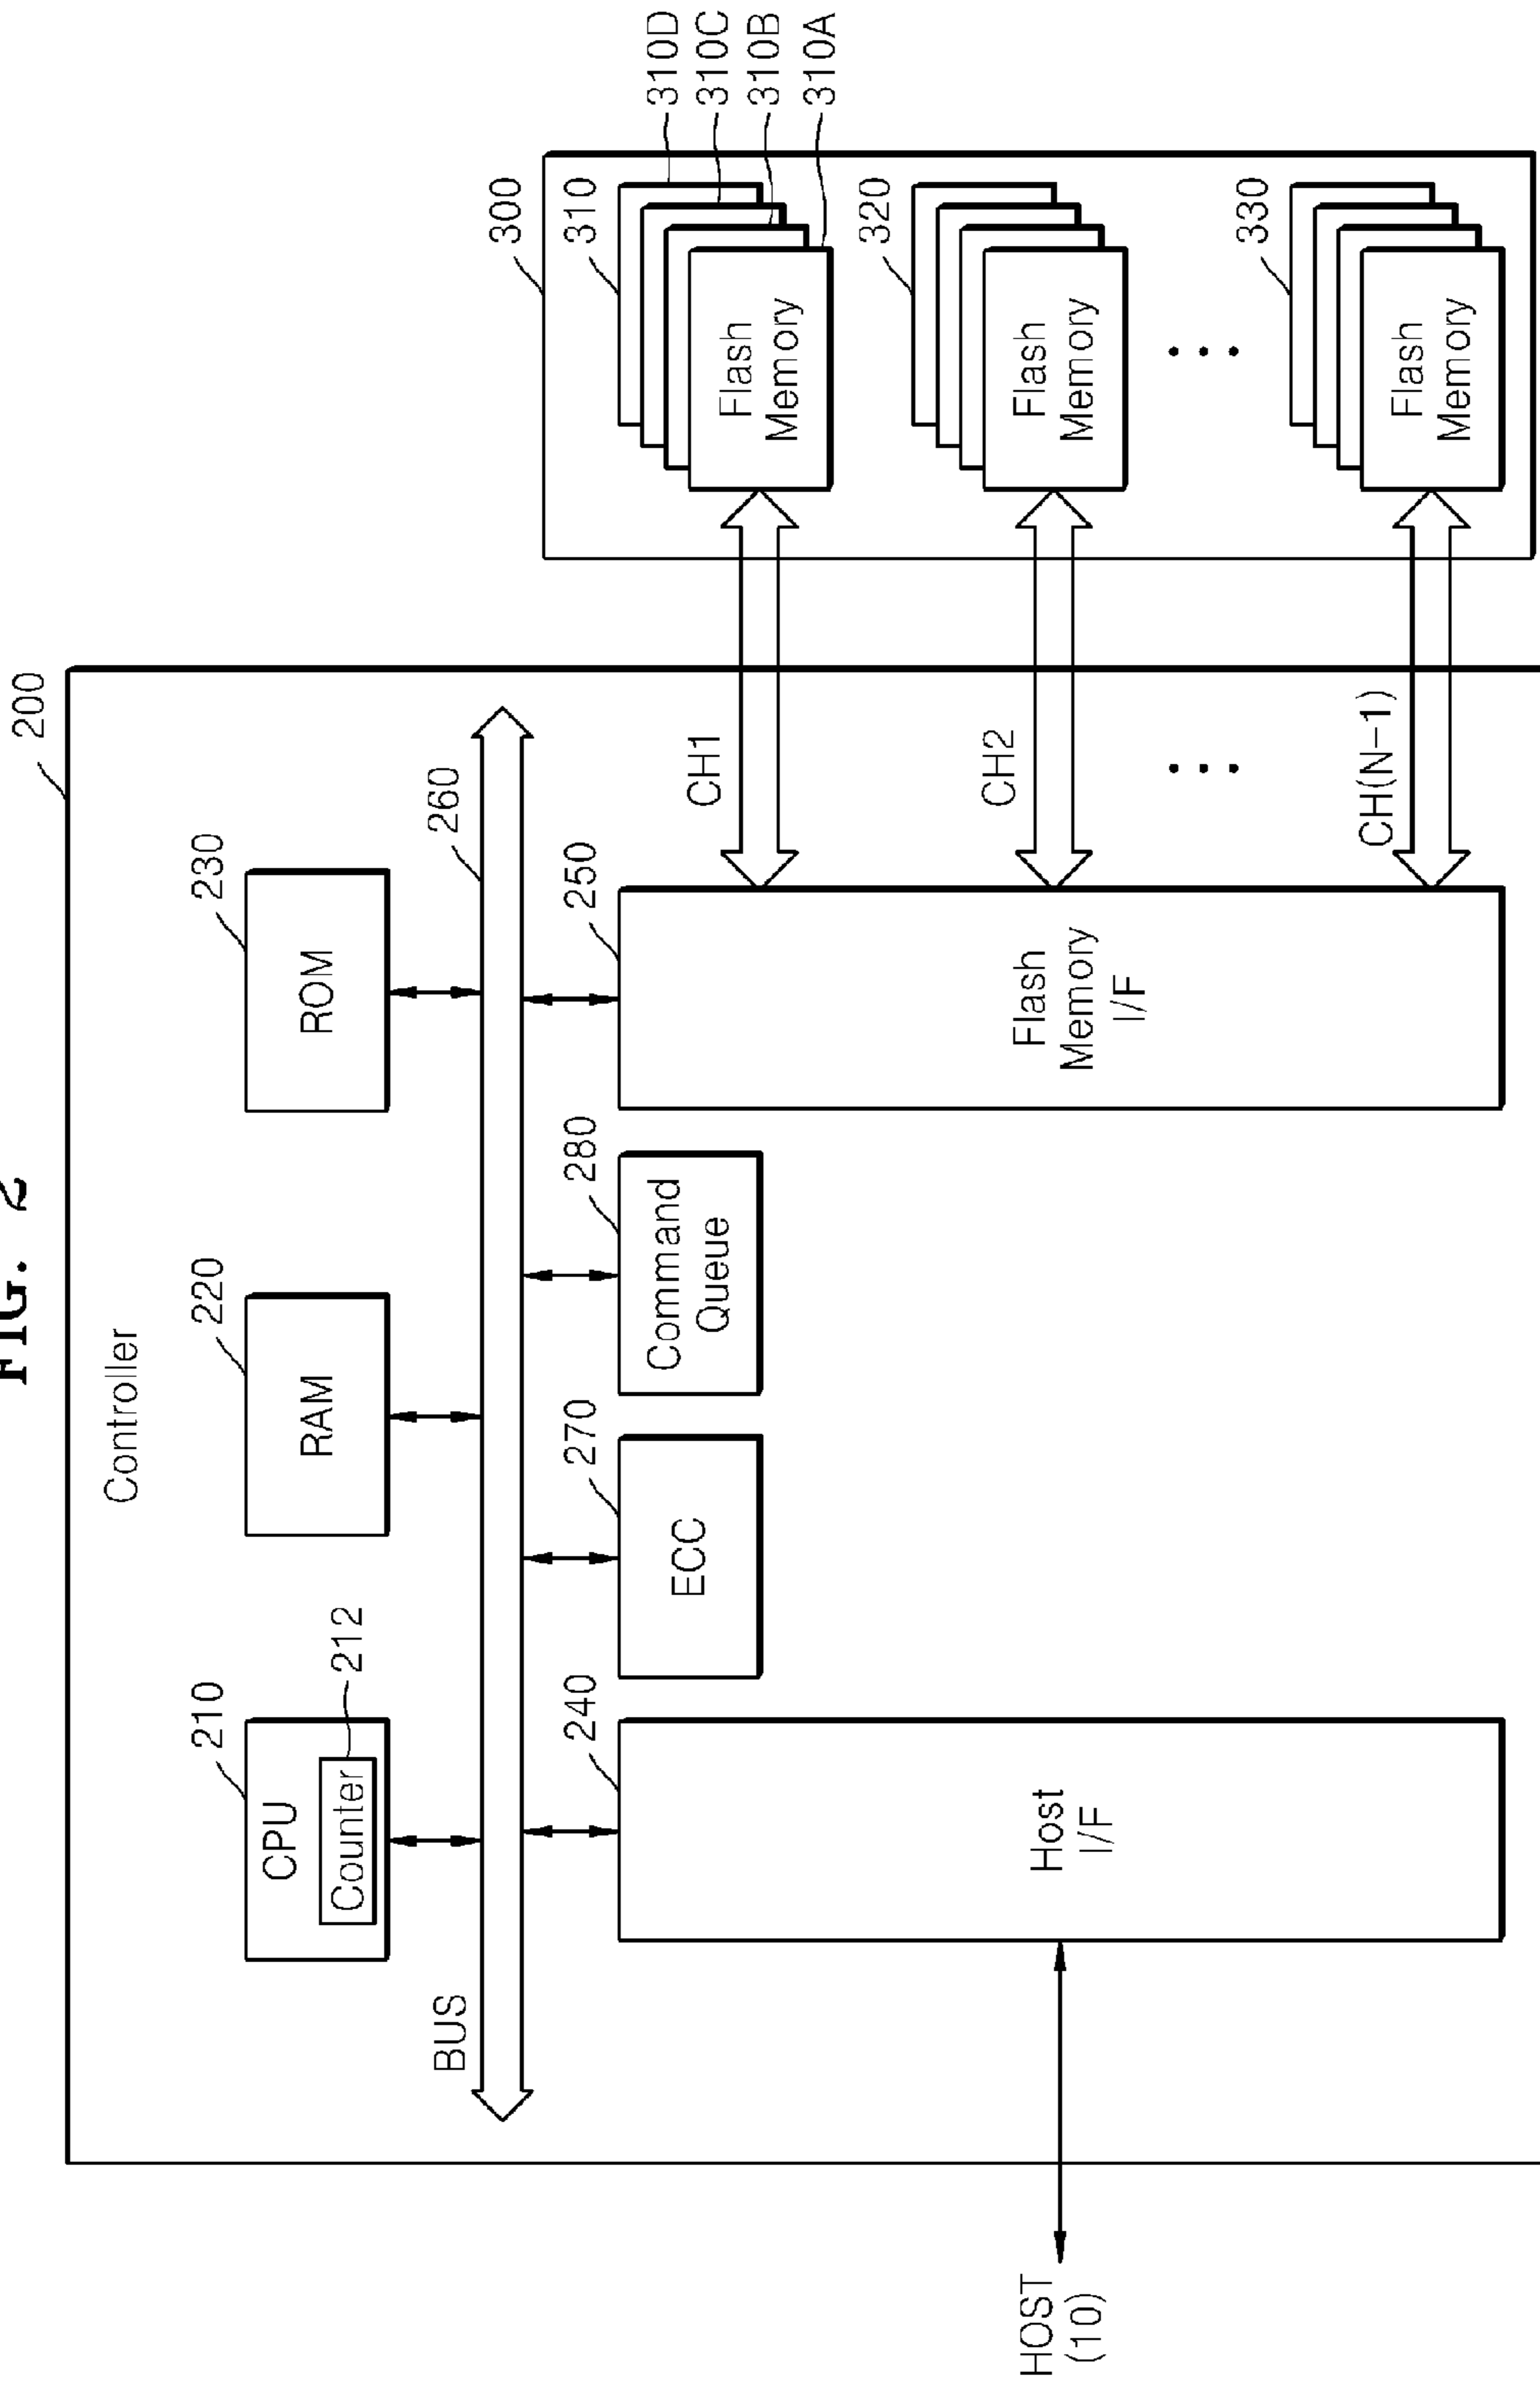 FIG. 2
200
Controller
210
CPU
Counter
212
220
RAM
230
ROM
BUS
260
240
Host
I/F
270
ECC
280
Command
Queue
250
Flash
Memory
I/F
HOST
(10)
CH1
CH2
CH(N-1)
300
310
310D
310C
310B
310A
Flash
Memory
320
Flash
Memory
330
Flash
Memory